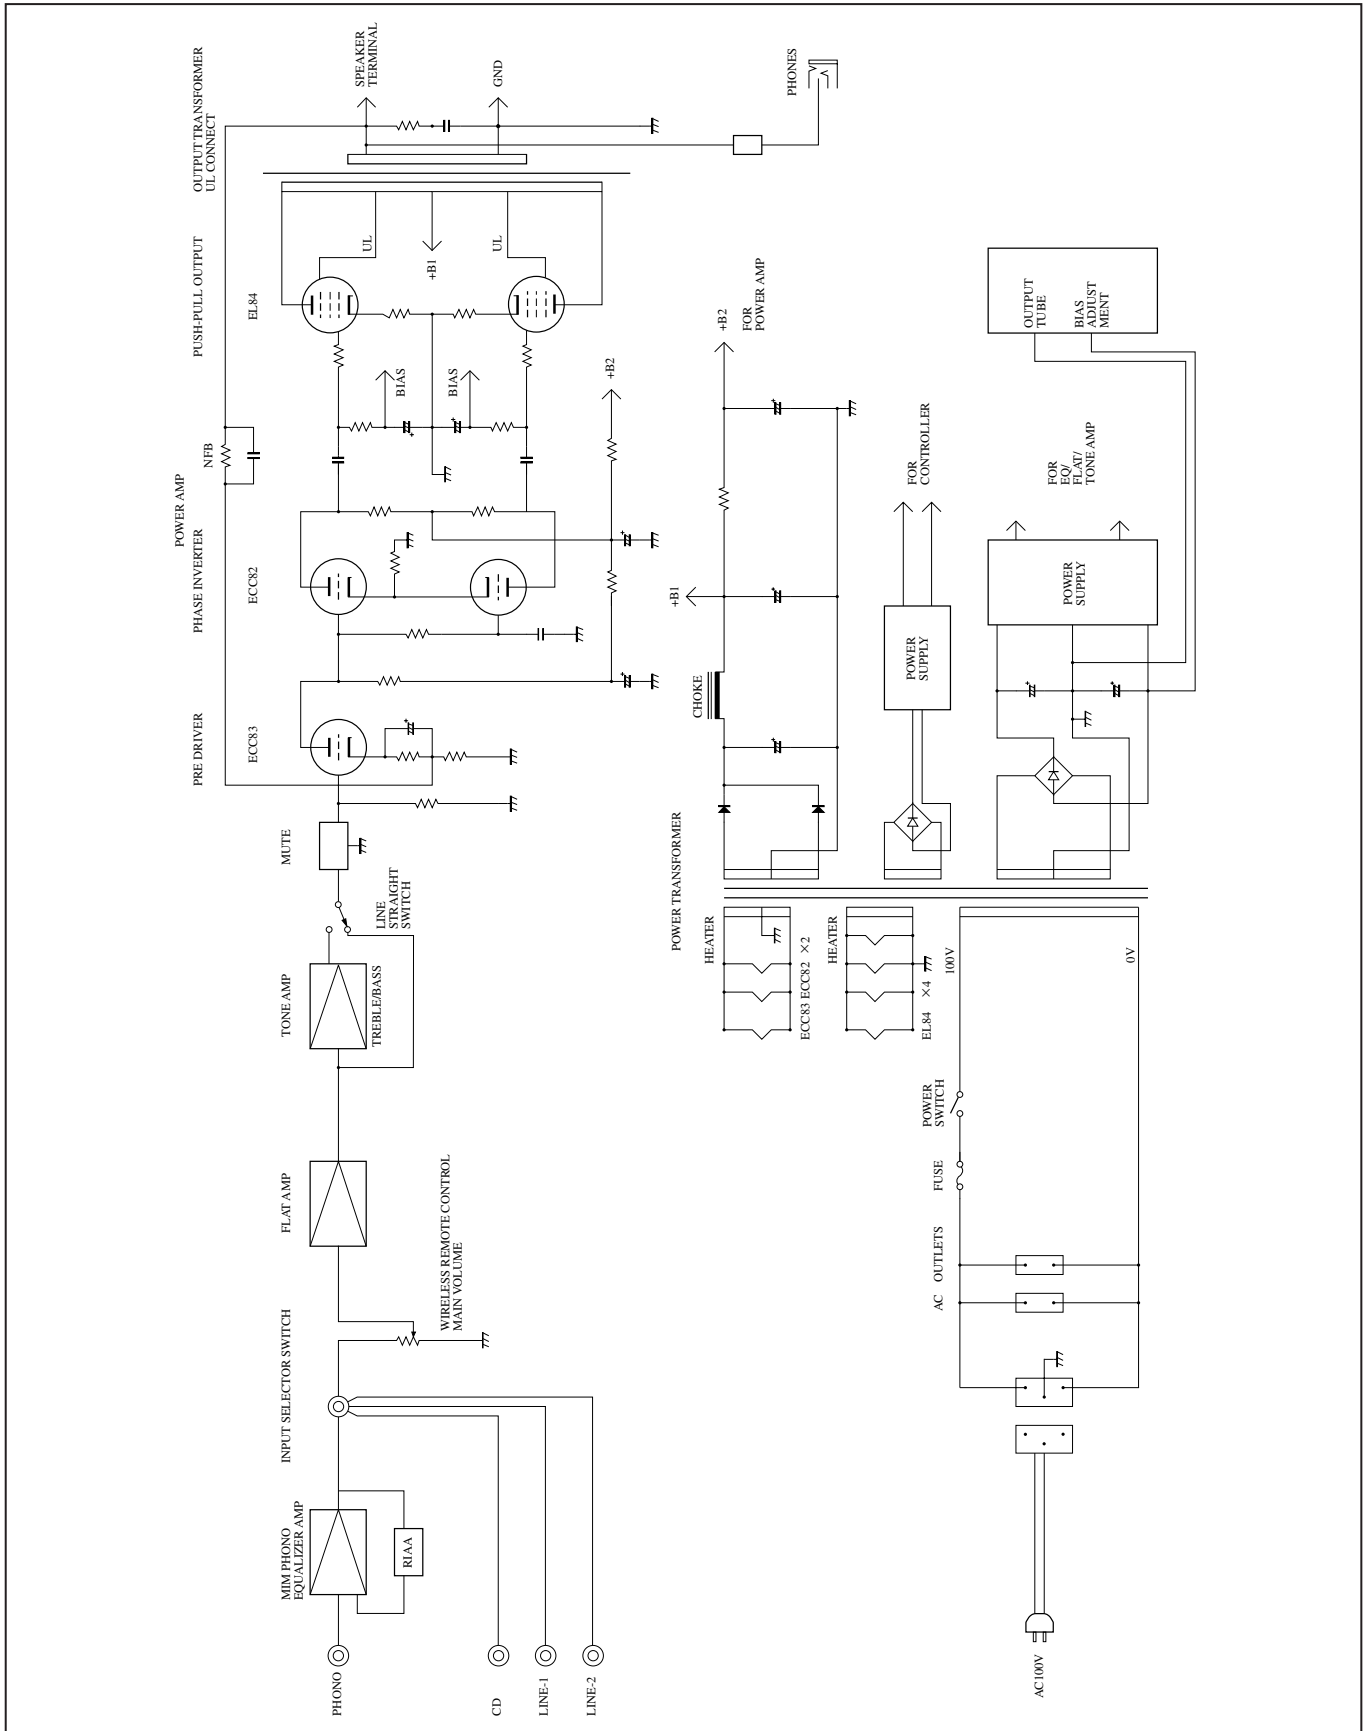 PHONO
CD
LINE-1
LINE-2
MIM PHONO
EQUALIZER AMP
RIAA
INPUT SELECTOR SWITCH
WIRELESS REMOTE CONTROL
MAIN VOLUME
FLAT AMP
TONE AMP
TREBLE/BASS
LINE
STRAIGHT
SWITCH
MUTE
PRE DRIVER
ECC83
POWER AMP
PHASE INVERTER
ECC82
NFB
PUSH-PULL OUTPUT
EL84
BIAS
BIAS
+B2
OUTPUT TRANSFORMER
UL CONNECT
UL
+B1
UL
SPEAKER
TERMINAL
GND
PHONES
AC100V
AC OUTLETS
FUSE
POWER
SWITCH
100V
0V
POWER TRANSFORMER
HEATER
ECC83 ECC82 ×2
HEATER
EL84 ×4
CHOKE
+B1
+B2
FOR
POWER AMP
POWER
SUPPLY
FOR
CONTROLLER
POWER
SUPPLY
FOR
EQ/
FLAT/
TONE AMP
OUTPUT
TUBE
BIAS
ADJUST
MENT